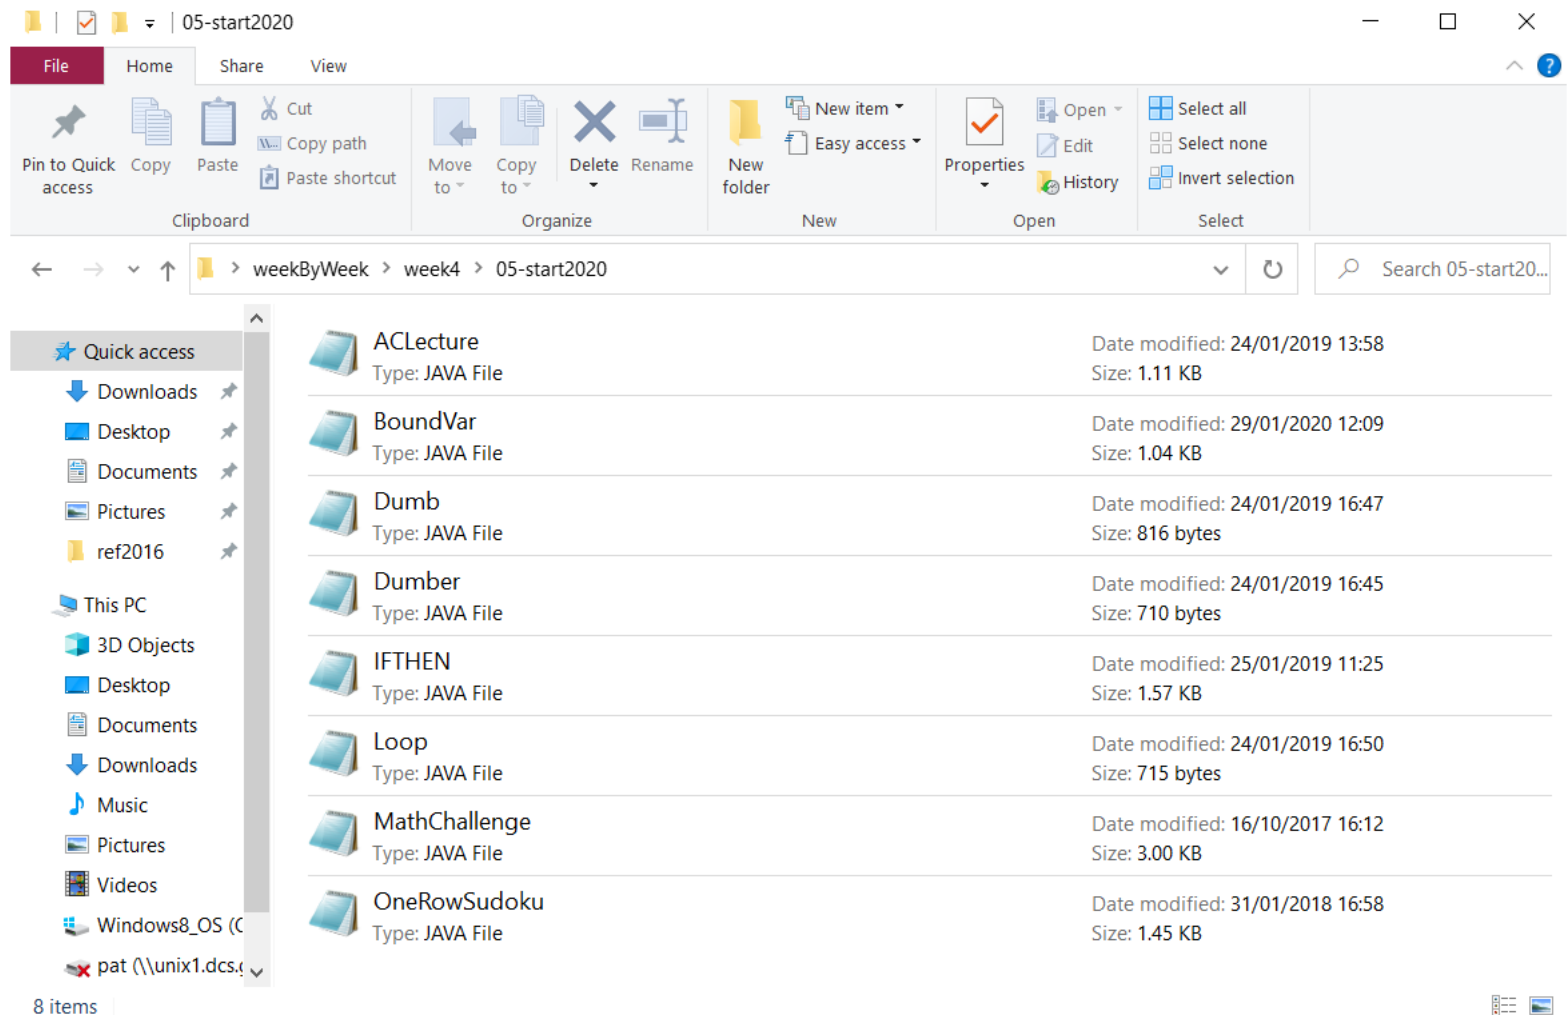 05-start2020
File Home Share View
Pin to Quick access
Copy
Paste
Cut
Copy path
Paste shortcut
Clipboard
Move to
Copy to
Delete
Rename
Organize
New folder
New item
Easy access
New
Properties
Open
Edit
History
Open
Select all
Select none
Invert selection
Select
weekByWeek > week4 > 05-start2020
Search 05-start20...
Quick access
Downloads
Desktop
Documents
Pictures
ref2016
This PC
3D Objects
Desktop
Documents
Downloads
Music
Pictures
Videos
Windows8_OS (C
pat (\\unix1.dcs.g
ACLecture
Type: JAVA File
Date modified: 24/01/2019 13:58
Size: 1.11 KB
BoundVar
Type: JAVA File
Date modified: 29/01/2020 12:09
Size: 1.04 KB
Dumb
Type: JAVA File
Date modified: 24/01/2019 16:47
Size: 816 bytes
Dumber
Type: JAVA File
Date modified: 24/01/2019 16:45
Size: 710 bytes
IFTHEN
Type: JAVA File
Date modified: 25/01/2019 11:25
Size: 1.57 KB
Loop
Type: JAVA File
Date modified: 24/01/2019 16:50
Size: 715 bytes
MathChallenge
Type: JAVA File
Date modified: 16/10/2017 16:12
Size: 3.00 KB
OneRowSudoku
Type: JAVA File
Date modified: 31/01/2018 16:58
Size: 1.45 KB
8 items